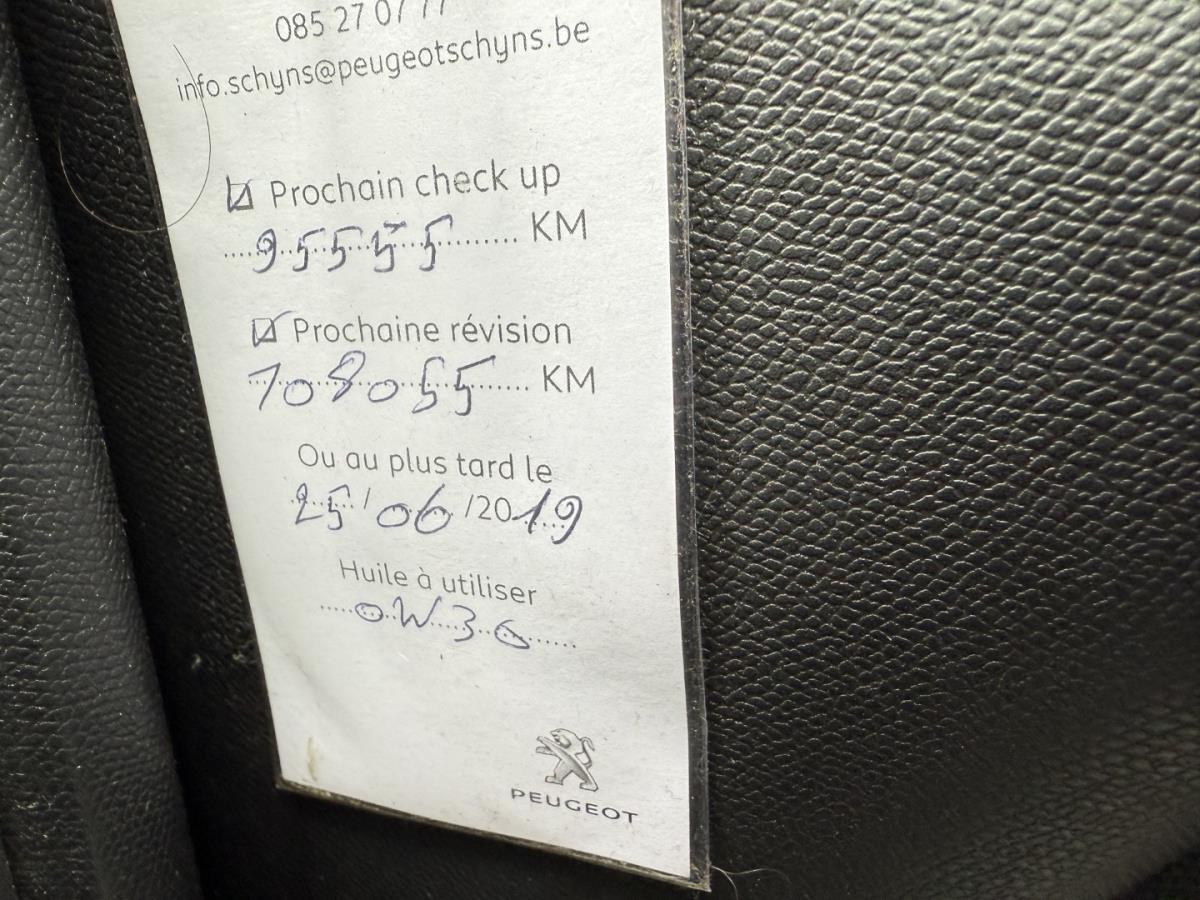 085 27 07 77
info.schyns@peugeotschyns.be
☑ Prochain check up
95555 KM
☑ Prochaine révision
108055 KM
Ou au plus tard le
25/06/2019
Huile à utiliser
0W30
PEUGEOT